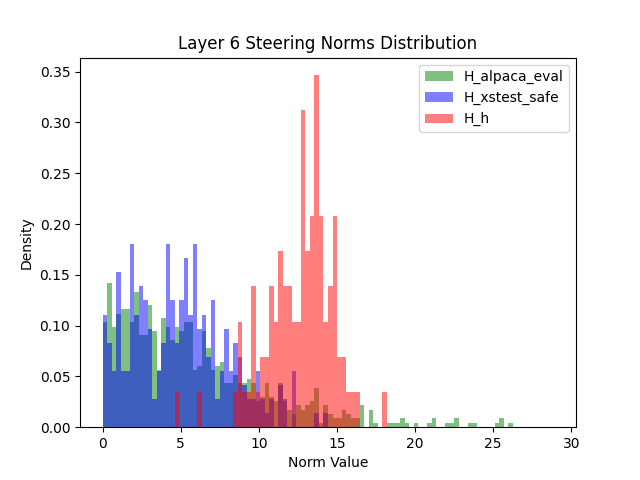 Layer 6 Steering Norms Distribution
H_alpaca_eval
H_xstest_safe
H_h
0.35
0.30
0.25
0.20
0.15
0.10
0.05
0.00
Density
0
5
10
15
20
25
30
Norm Value